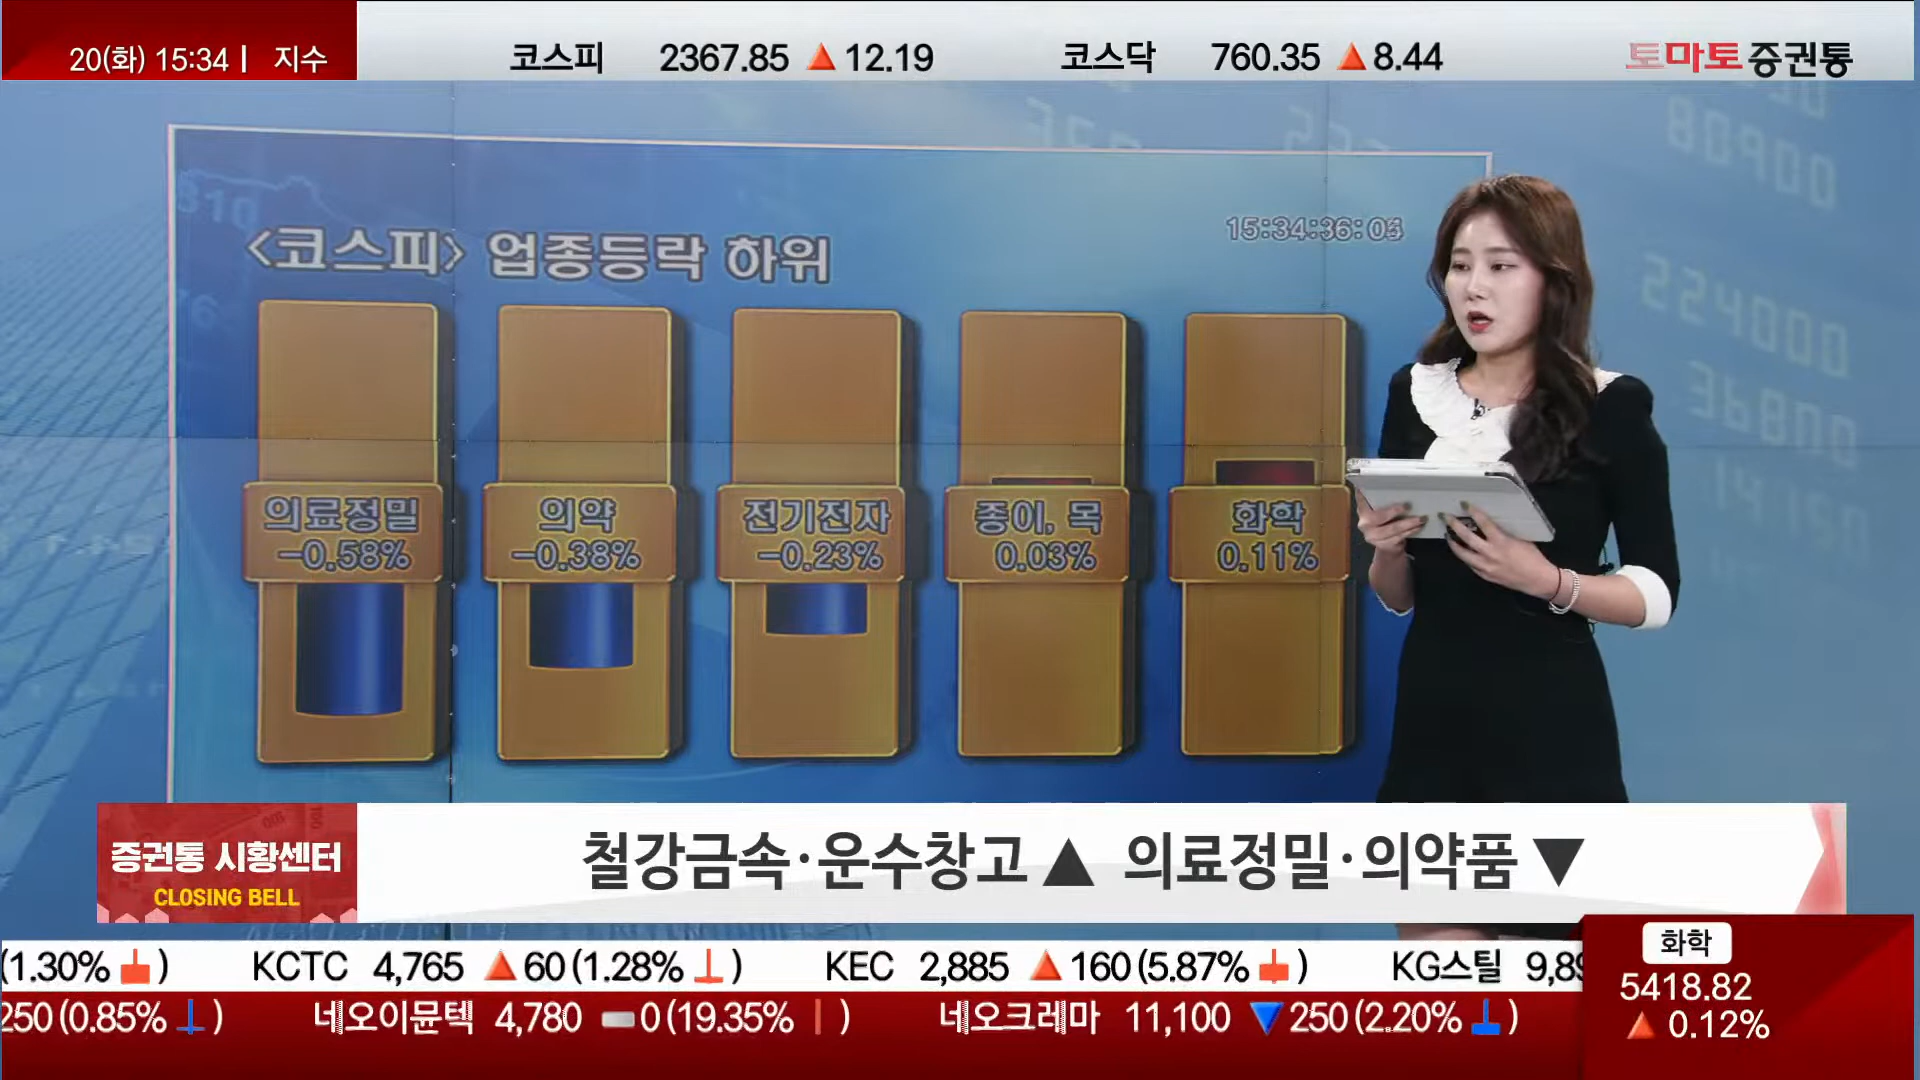 20(화) 15:34 | 지수 코스피 2367.85 ▲12.19 코스닥 760.35 ▲8.44 토마토증권통
<코스피> 업종등락 하위
의료정밀 의약 전기전자 종이, 목 화학
-0.58% -0.38% -0.23% 0.03% 0.11%
증권통 시황센터
CLOSING BELL
철강금속·운수창고▲ 의료정밀·의약품▼
(1.30% ) KCTC 4,765 ▲60(1.28% ) KEC 2,885 ▲160(5.87% ) KG스틸
250(0.85% ) 네오이뮨텍 4,780 0(19.35% ) 네오크레마 11,100 ▼250(2.20% )
화학
5418.82
▲ 0.12%